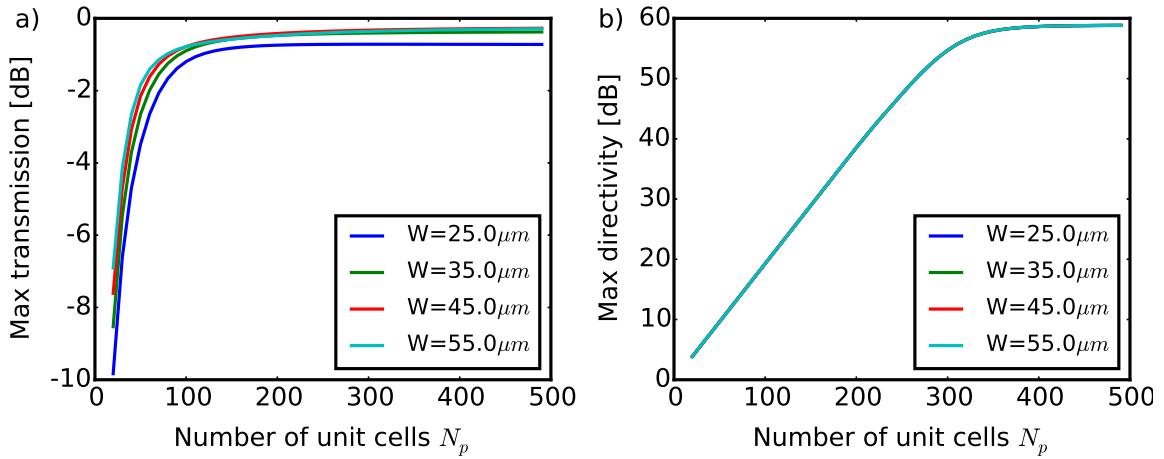 a)
Max transmission [dB]
0
-2
-4
-6
-8
-10
W=25.0μm
W=35.0μm
W=45.0μm
W=55.0μm
0 100 200 300 400 500
Number of unit cells Nₚ
b)
Max directivity [dB]
60
50
40
30
20
10
0
W=25.0μm
W=35.0μm
W=45.0μm
W=55.0μm
0 100 200 300 400 500
Number of unit cells Nₚ